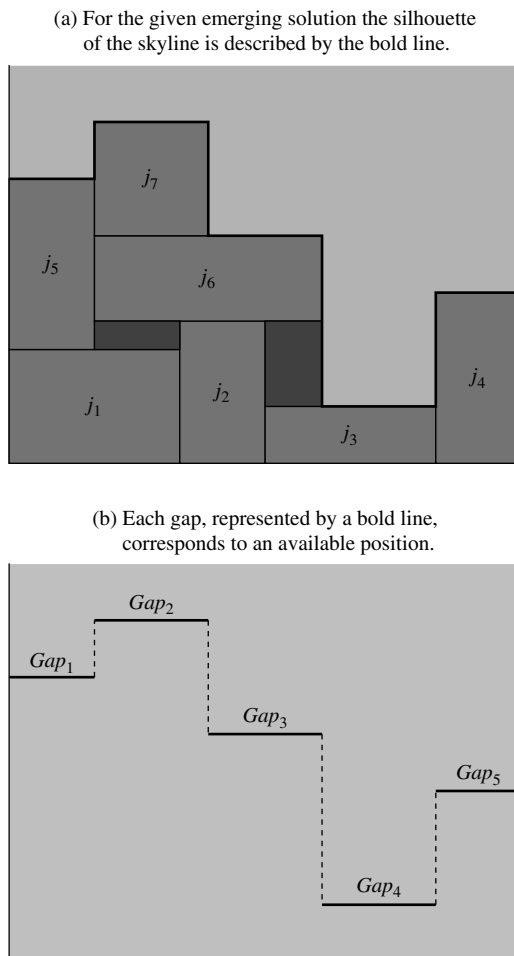 (a) For the given emerging solution the silhouette
of the skyline is described by the bold line.
j7
j5
j6
j4
j2
j1
j3
(b) Each gap, represented by a bold line,
corresponds to an available position.
Gap2
Gap1
Gap3
Gap5
Gap4